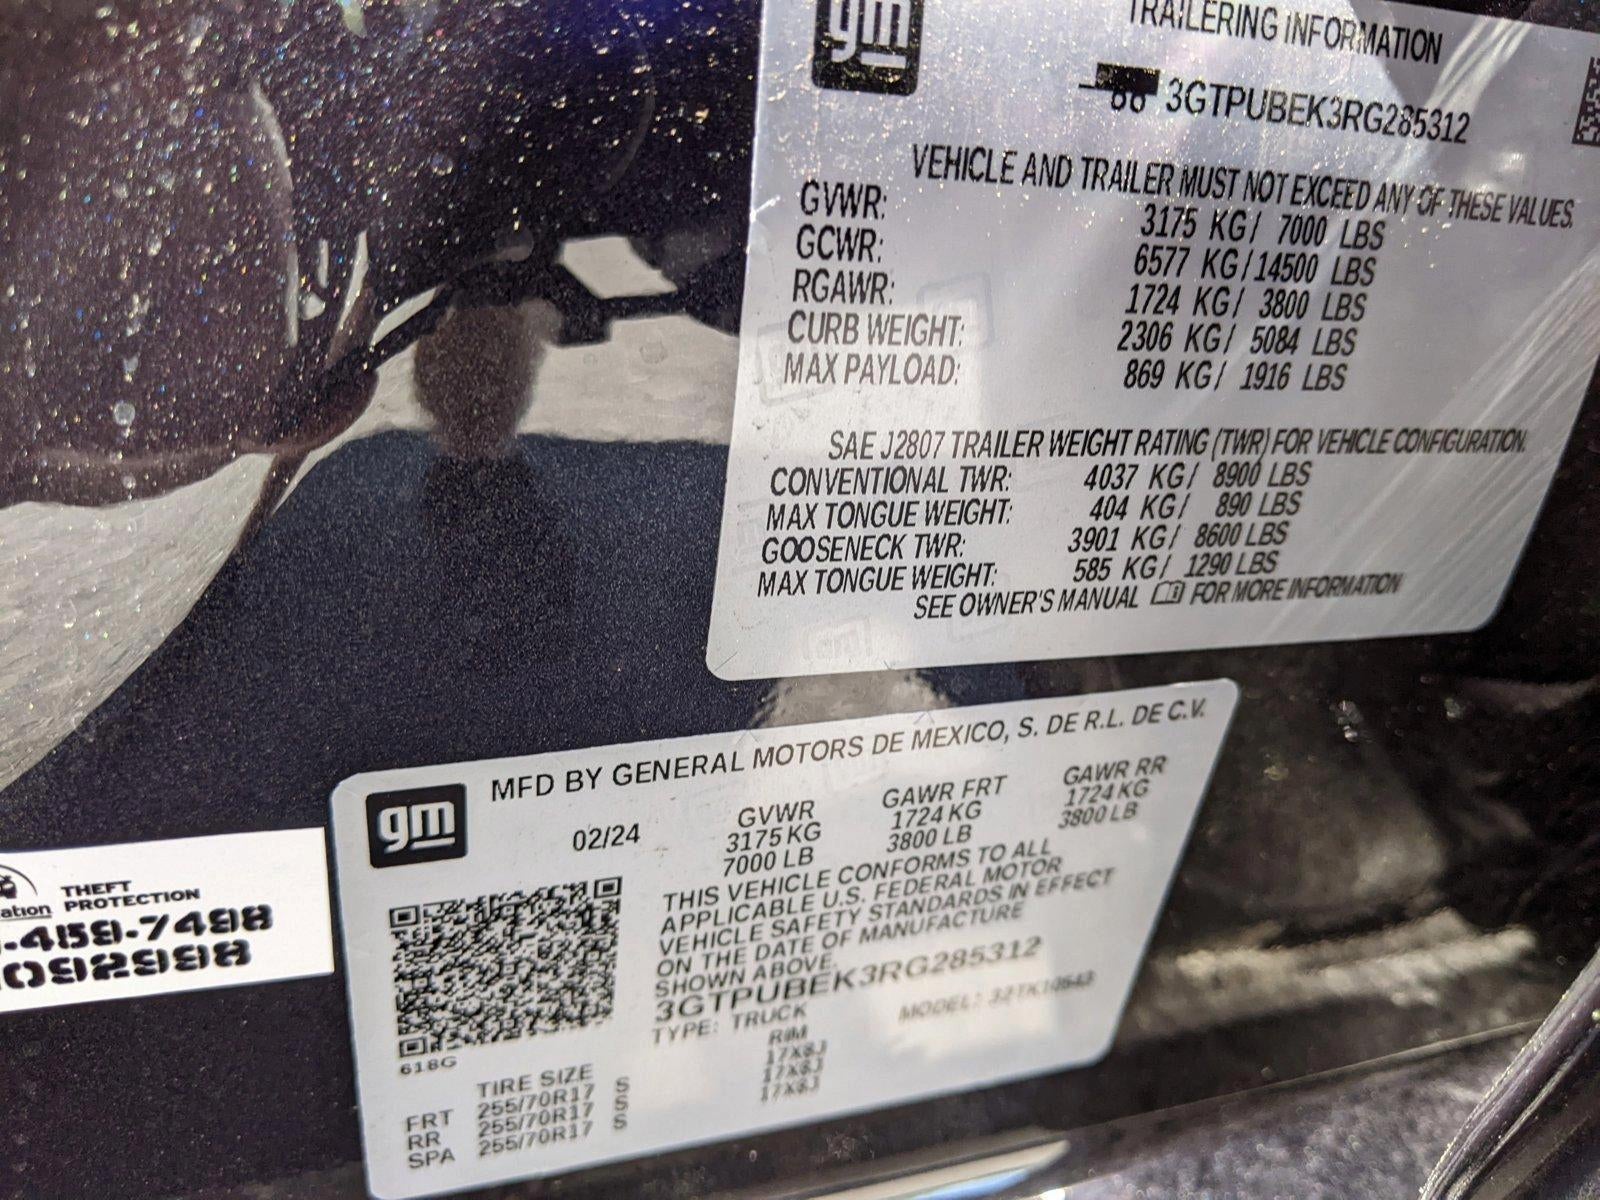 gm
TRAILERING INFORMATION
3GTPUBEK3RG285312
VEHICLE AND TRAILER MUST NOT EXCEED ANY OF THESE VALUES.
GVWR: 3175 KG/ 7000 LBS
GCWR: 6577 KG/14500 LBS
RGAWR: 1724 KG/ 3800 LBS
CURB WEIGHT: 2306 KG/ 5084 LBS
MAX PAYLOAD: 869 KG/ 1916 LBS
SAE J2807 TRAILER WEIGHT RATING (TWR) FOR VEHICLE CONFIGURATION.
CONVENTIONAL TWR: 4037 KG/ 8900 LBS
MAX TONGUE WEIGHT: 404 KG/ 890 LBS
GOOSENECK TWR: 3901 KG/ 8600 LBS
MAX TONGUE WEIGHT: 585 KG/ 1290 LBS
SEE OWNER'S MANUAL FOR MORE INFORMATION
gm
MFD BY GENERAL MOTORS DE MEXICO, S. DE R.L. DE C.V.
02/24
GVWR GAWR FRT GAWR RR
3175 KG 1724 KG 1724 KG
7000 LB 3800 LB 3800 LB
THIS VEHICLE CONFORMS TO ALL
APPLICABLE U.S. FEDERAL MOTOR
VEHICLE SAFETY STANDARDS IN EFFECT
ON THE DATE OF MANUFACTURE
SHOWN ABOVE.
3GTPUBEK3RG285312
TYPE: TRUCK MODEL: 32TK10543
618G
TIRE SIZE RIM
FRT 255/70R17 S 17X8J
RR 255/70R17 S 17X8J
SPA 255/70R17 S 17X8J
THEFT
PROTECTION
ation
-459-7498
092998